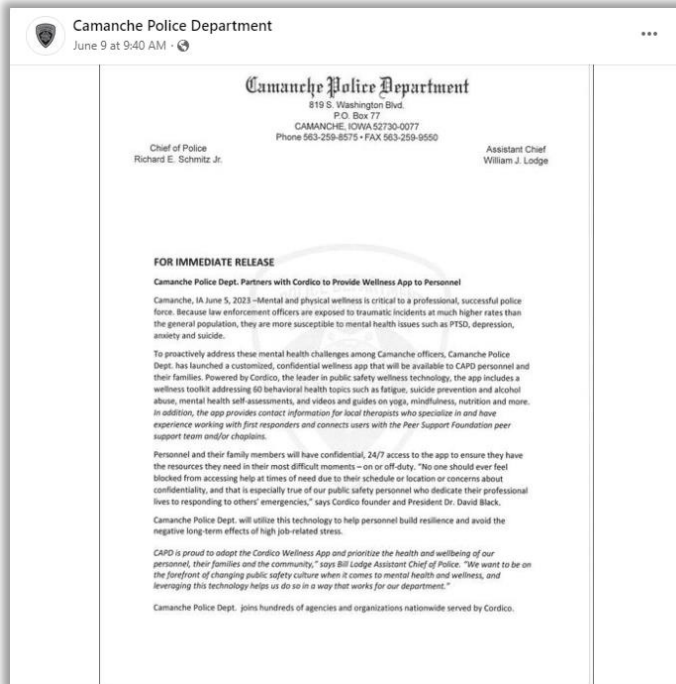 Camanche Police Department
June 9 at 9:40 AM ·
Camanche Police Department
819 S. Washington Blvd.
P.O. Box 77
CAMANCHE, IOWA 52730-0077
Phone 563-259-8575 • FAX 563-259-9550
Chief of Police
Richard E. Schmitz Jr.
Assistant Chief
William J. Lodge
FOR IMMEDIATE RELEASE
Camanche Police Dept. Partners with Cordico to Provide Wellness App to Personnel
Camanche, IA June 5, 2023 –Mental and physical wellness is critical to a professional, successful police
force. Because law enforcement officers are exposed to traumatic incidents at much higher rates than
the general population, they are more susceptible to mental health issues such as PTSD, depression,
anxiety and suicide.
To proactively address these mental health challenges among Camanche officers, Camanche Police
Dept. has launched a customized, confidential wellness app that will be available to CAPD personnel and
their families. Powered by Cordico, the leader in public safety wellness technology, the app includes a
wellness toolkit addressing 60 behavioral health topics such as fatigue, suicide prevention and alcohol
abuse, mental health self-assessments, and videos and guides on yoga, mindfulness, nutrition and more.
In addition, the app provides contact information for local therapists who specialize in and have
experience working with first responders and connects users with the Peer Support Foundation peer
support team and/or chaplains.
Personnel and their family members will have confidential, 24/7 access to the app to ensure they have
the resources they need in their most difficult moments – on or off-duty. "No one should ever feel
blocked from accessing help at times of need due to their schedule or location or concerns about
confidentiality, and that is especially true of our public safety personnel who dedicate their professional
lives to responding to others' emergencies," says Cordico founder and President Dr. David Black.
Camanche Police Dept. will utilize this technology to help personnel build resilience and avoid the
negative long-term effects of high job-related stress.
CAPD is proud to adopt the Cordico Wellness App and prioritize the health and wellbeing of our
personnel, their families and the community," says Bill Lodge Assistant Chief of Police. "We want to be on
the forefront of changing public safety culture when it comes to mental health and wellness, and
leveraging this technology helps us do so in a way that works for our department."
Camanche Police Dept. joins hundreds of agencies and organizations nationwide served by Cordico.